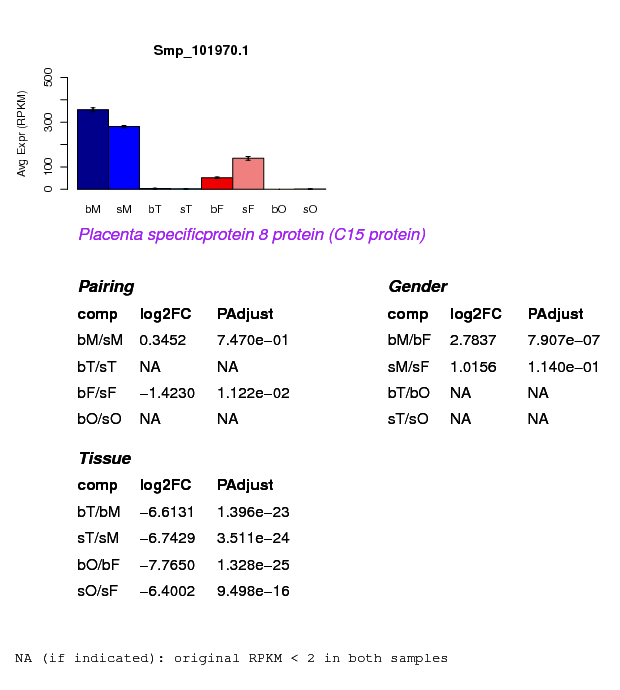 Smp_101970.1
Avg Expr (RPKM)
500
300
100
0
bM sM bT sT bF sF bO sO
Placenta specificprotein 8 protein (C15 protein)
Pairing
comp log2FC PAdjust
bM/sM 0.3452 7.470e−01
bT/sT NA NA
bF/sF −1.4230 1.122e−02
bO/sO NA NA
Gender
comp log2FC PAdjust
bM/bF 2.7837 7.907e−07
sM/sF 1.0156 1.140e−01
bT/bO NA NA
sT/sO NA NA
Tissue
comp log2FC PAdjust
bT/bM −6.6131 1.396e−23
sT/sM −6.7429 3.511e−24
bO/bF −7.7650 1.328e−25
sO/sF −6.4002 9.498e−16
NA (if indicated): original RPKM < 2 in both samples